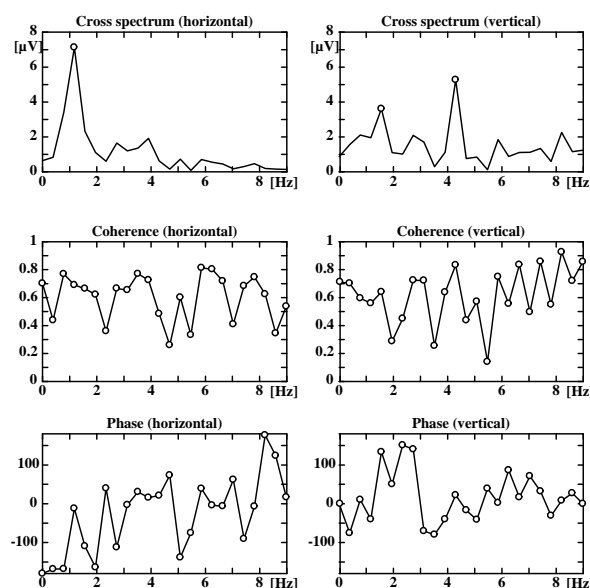 Cross spectrum (horizontal) Cross spectrum (vertical)
[µV] 8 [µV] 8
6 6
4 4
2 2
0 0
0 2 4 6 8 [Hz] 0 2 4 6 8 [Hz]
Coherence (horizontal) Coherence (vertical)
1 1
0.8 0.8
0.6 0.6
0.4 0.4
0.2 0.2
0 0
0 2 4 6 8 [Hz] 0 2 4 6 8 [Hz]
Phase (horizontal) Phase (vertical)
100 100
0 0
-100 -100
0 2 4 6 8 [Hz] 0 2 4 6 8 [Hz]